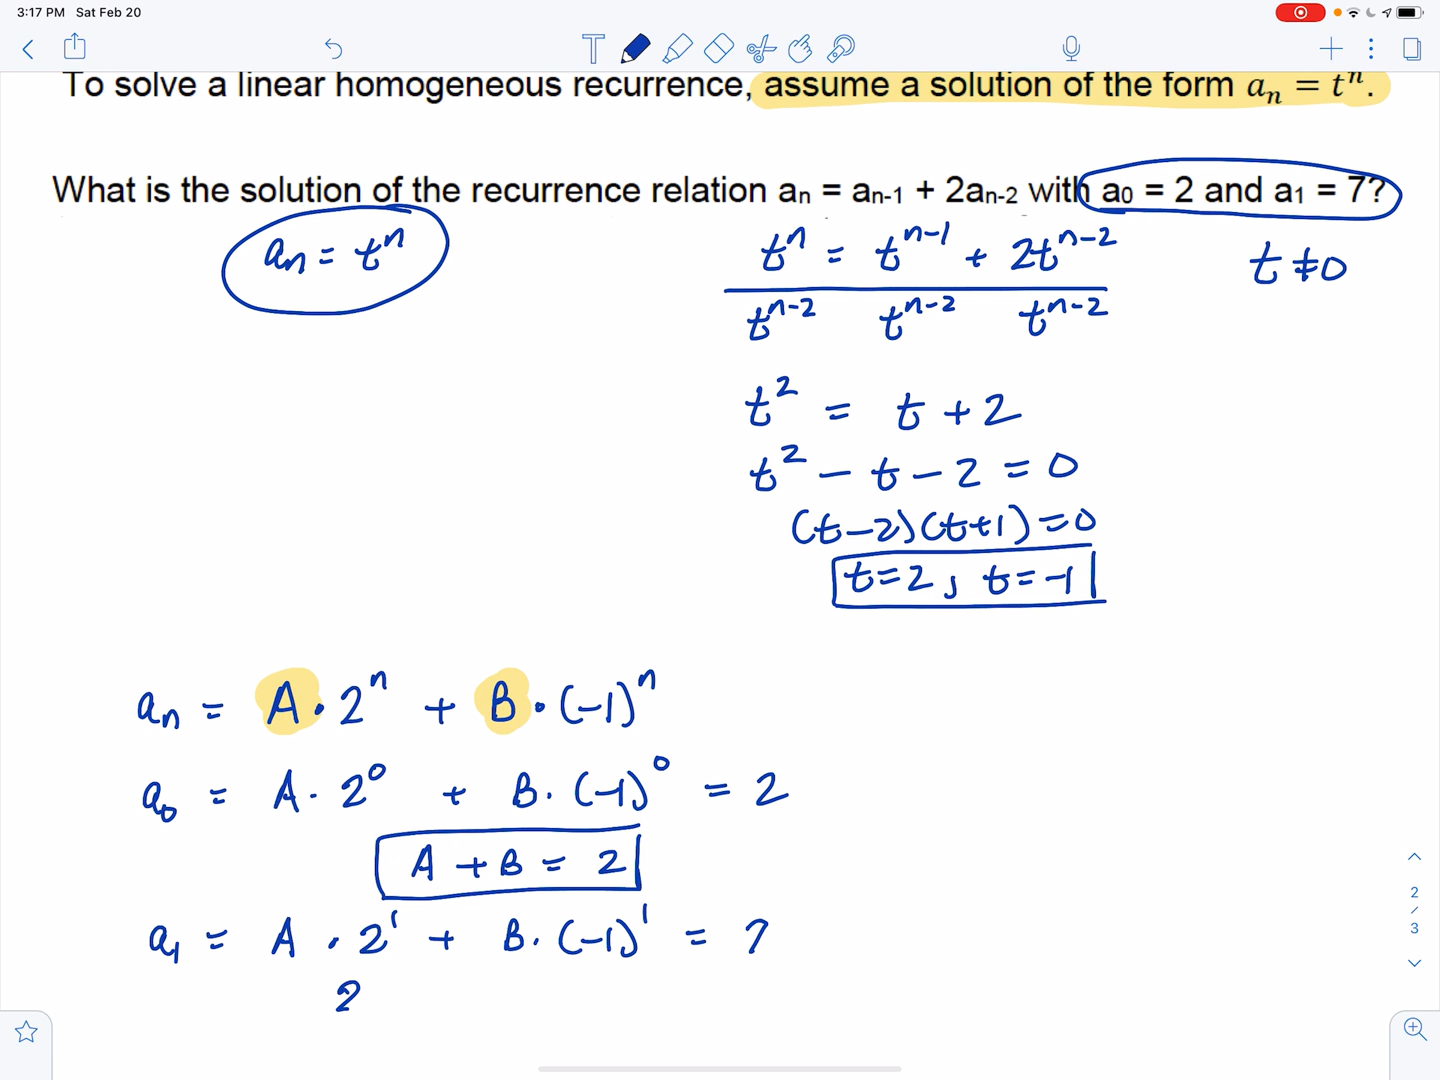 3:17 PM Sat Feb 20
To solve a linear homogeneous recurrence, assume a solution of the form aₙ = tⁿ.
What is the solution of the recurrence relation aₙ = aₙ₋₁ + 2aₙ₋₂ with a₀ = 2 and a₁ = 7?
aₙ = tⁿ
tⁿ = tⁿ⁻¹ + 2tⁿ⁻²
t ≠ 0
tⁿ⁻² tⁿ⁻² tⁿ⁻²
t² = t + 2
t² - t - 2 = 0
(t-2)(t+1) = 0
t=2, t=-1
aₙ = A · 2ⁿ + B · (-1)ⁿ
a₀ = A · 2⁰ + B · (-1)⁰ = 2
A + B = 2
a₁ = A · 2¹ + B · (-1)¹ = 7
2
2
/
3